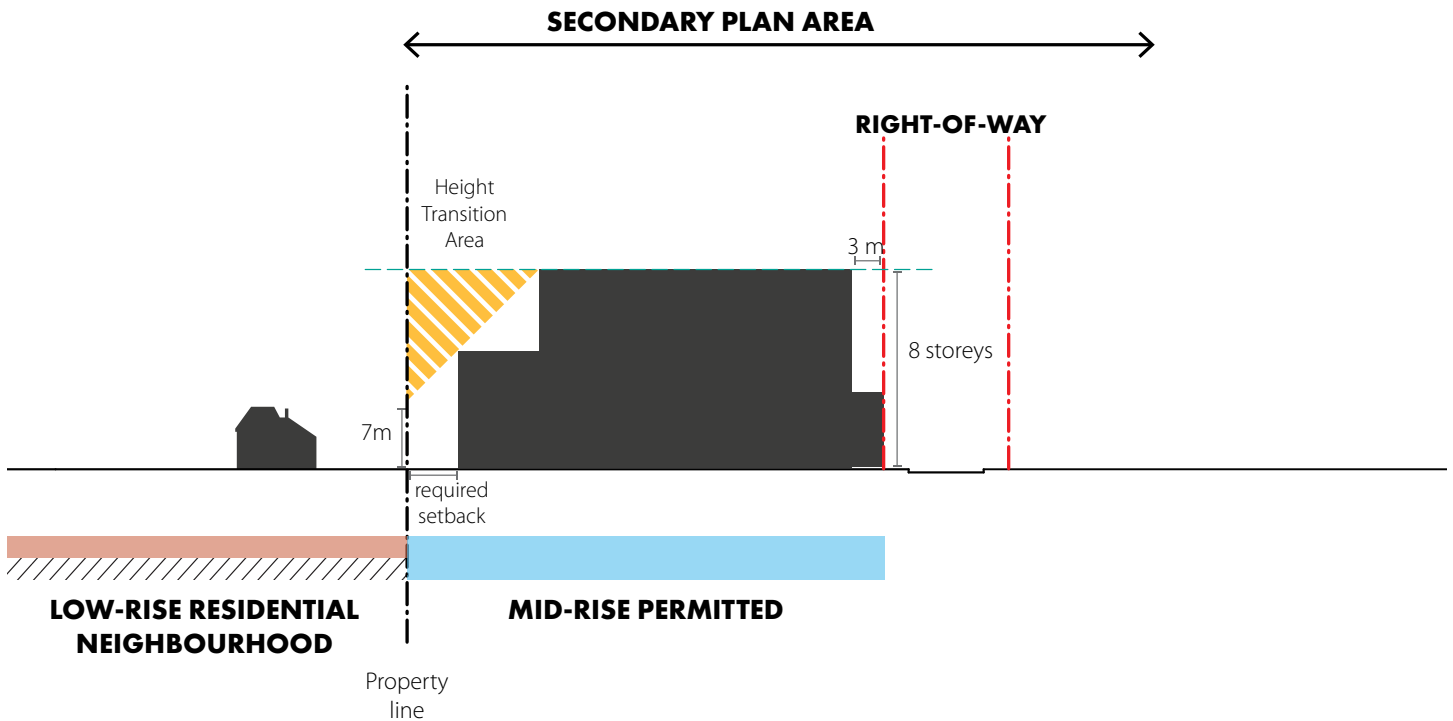 SECONDARY PLAN AREA
RIGHT-OF-WAY
Height
Transition
Area
3 m
8 storeys
7m
required
setback
LOW-RISE RESIDENTIAL
NEIGHBOURHOOD
MID-RISE PERMITTED
Property
line